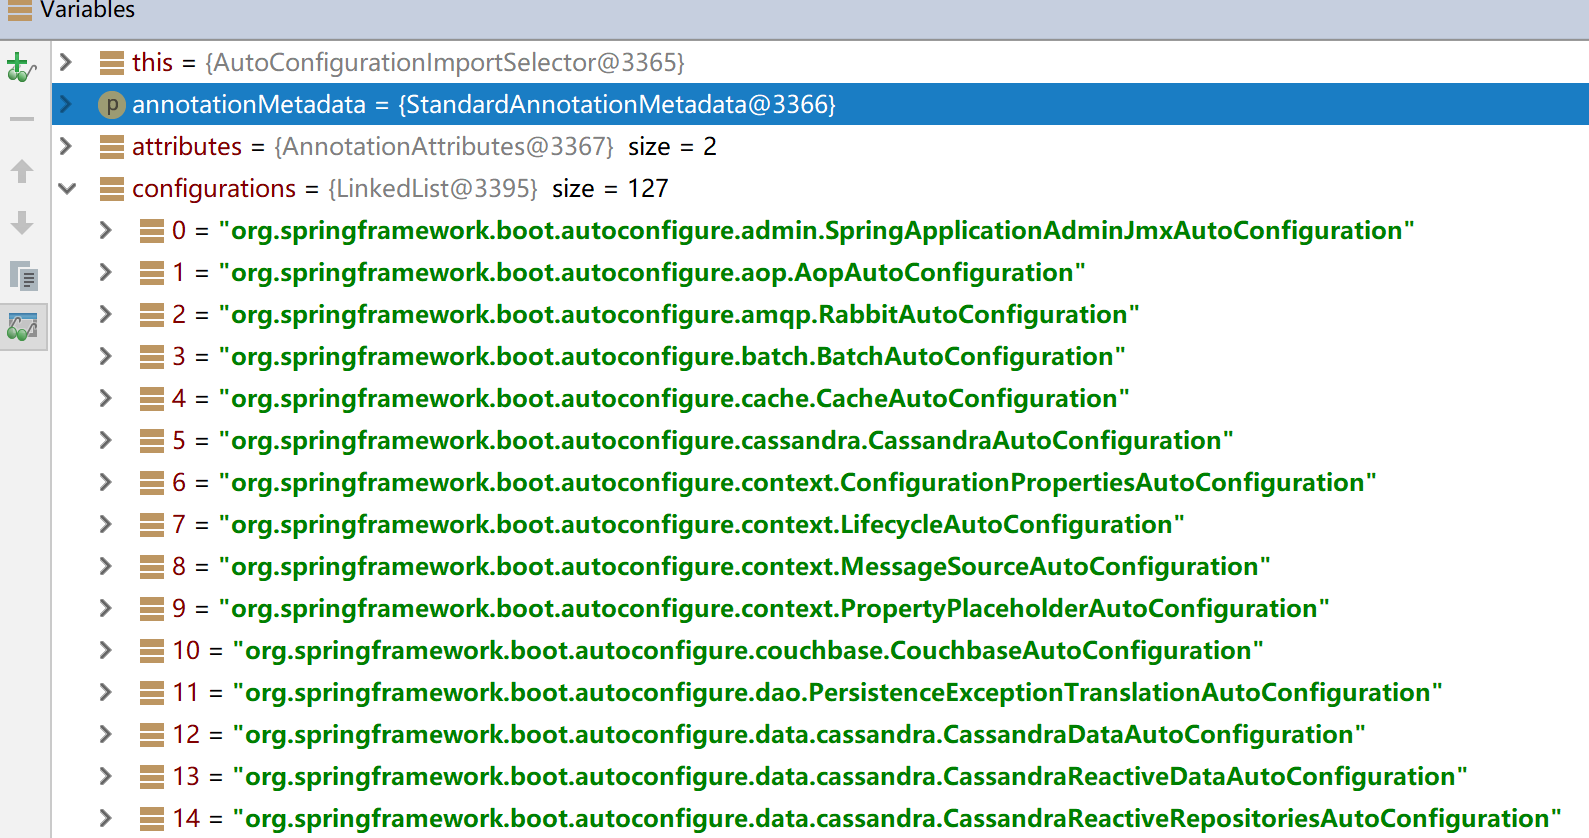 Variables
this = {AutoConfigurationImportSelector@3365}
p annotationMetadata = {StandardAnnotationMetadata@3366}
attributes = {AnnotationAttributes@3367} size = 2
configurations = {LinkedList@3395} size = 127
0 = "org.springframework.boot.autoconfigure.admin.SpringApplicationAdminJmxAutoConfiguration"
1 = "org.springframework.boot.autoconfigure.aop.AopAutoConfiguration"
2 = "org.springframework.boot.autoconfigure.amqp.RabbitAutoConfiguration"
3 = "org.springframework.boot.autoconfigure.batch.BatchAutoConfiguration"
4 = "org.springframework.boot.autoconfigure.cache.CacheAutoConfiguration"
5 = "org.springframework.boot.autoconfigure.cassandra.CassandraAutoConfiguration"
6 = "org.springframework.boot.autoconfigure.context.ConfigurationPropertiesAutoConfiguration"
7 = "org.springframework.boot.autoconfigure.context.LifecycleAutoConfiguration"
8 = "org.springframework.boot.autoconfigure.context.MessageSourceAutoConfiguration"
9 = "org.springframework.boot.autoconfigure.context.PropertyPlaceholderAutoConfiguration"
10 = "org.springframework.boot.autoconfigure.couchbase.CouchbaseAutoConfiguration"
11 = "org.springframework.boot.autoconfigure.dao.PersistenceExceptionTranslationAutoConfiguration"
12 = "org.springframework.boot.autoconfigure.data.cassandra.CassandraDataAutoConfiguration"
13 = "org.springframework.boot.autoconfigure.data.cassandra.CassandraReactiveDataAutoConfiguration"
14 = "org.springframework.boot.autoconfigure.data.cassandra.CassandraReactiveRepositoriesAutoConfiguration"